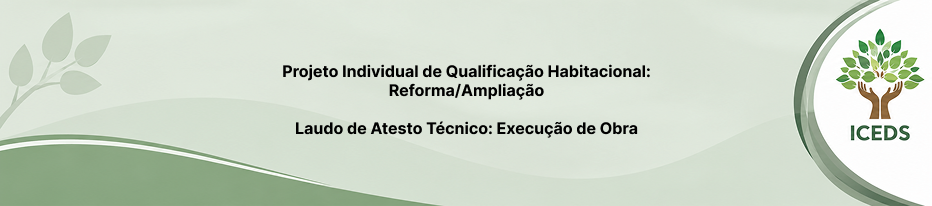 Projeto Individual de Qualificação Habitacional:
Reforma/Ampliação
Laudo de Atesto Técnico: Execução de Obra
ICEDS